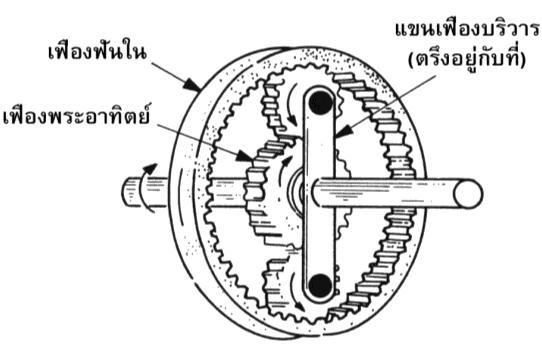 แขนเฟืองบริวาร
(ตรึงอยู่กับที่)
เฟืองฟันใน
เฟืองพระอาทิตย์